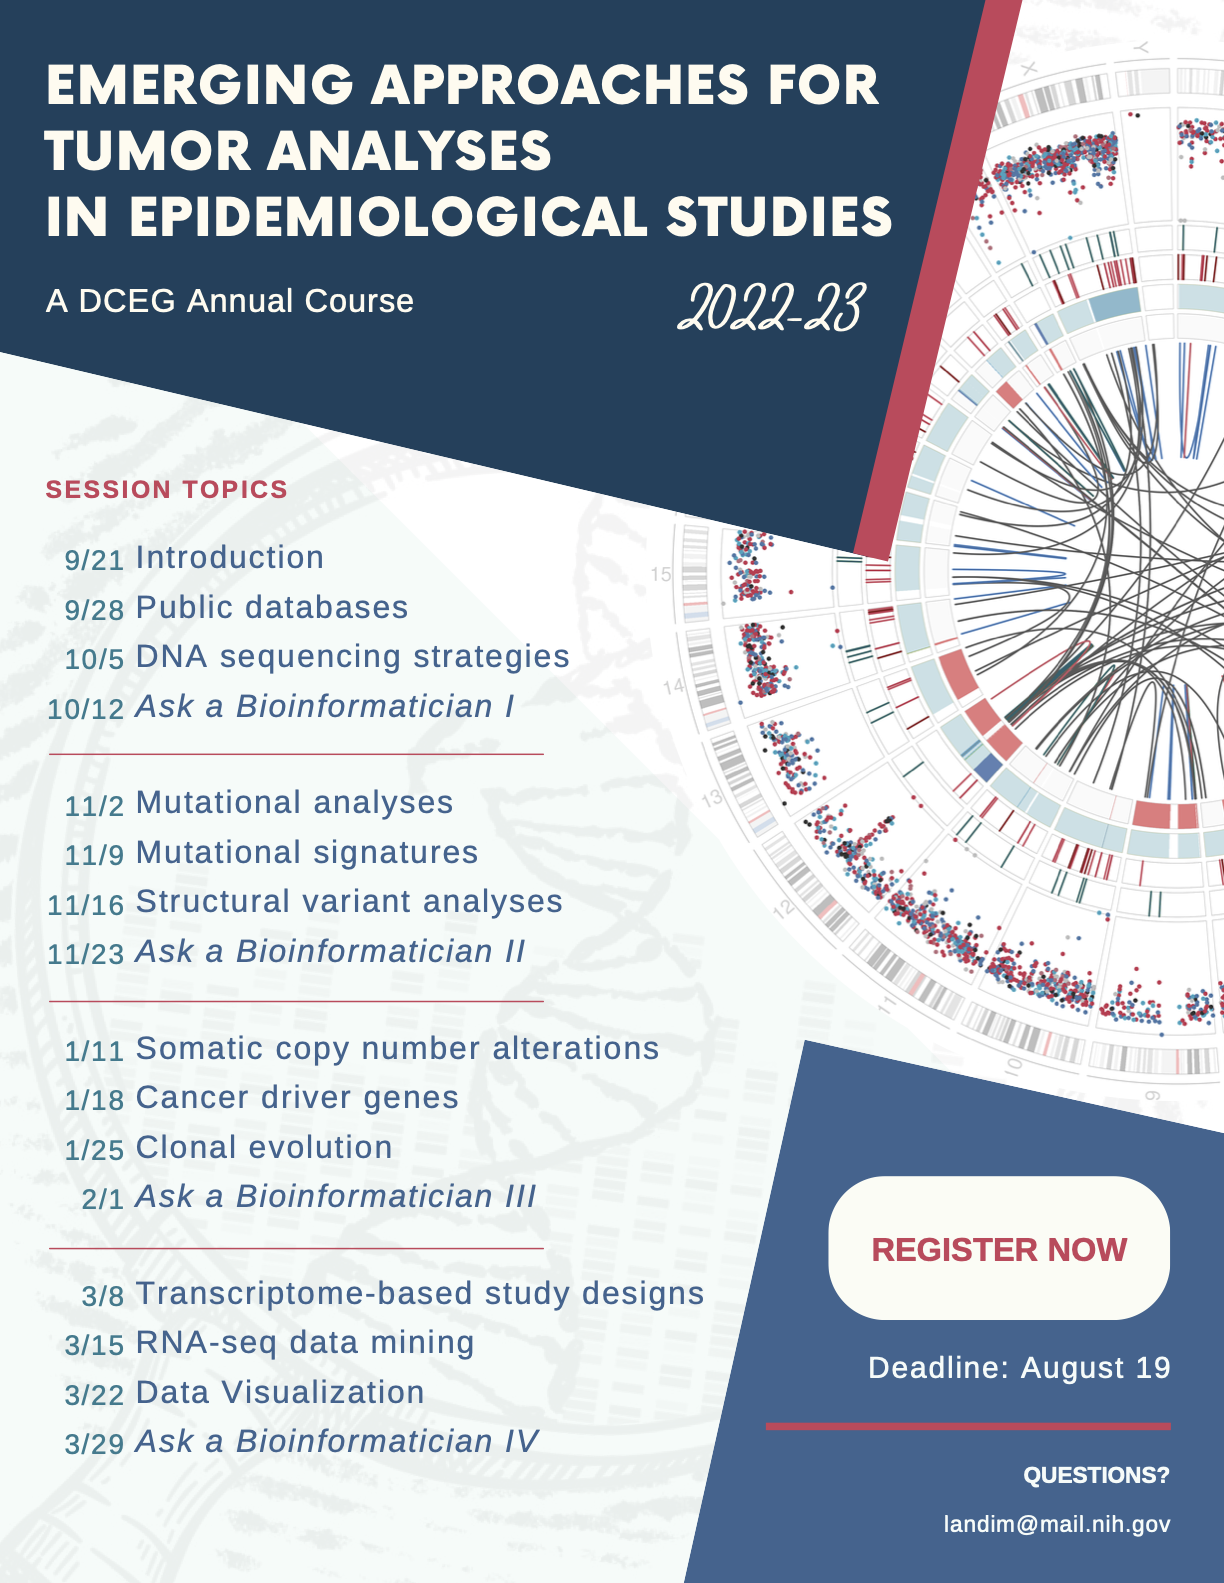 EMERGING APPROACHES FOR
TUMOR ANALYSES
IN EPIDEMIOLOGICAL STUDIES
A DCEG Annual Course
2022-23
SESSION TOPICS
9/21 Introduction
9/28 Public databases
10/5 DNA sequencing strategies
10/12 Ask a Bioinformatician I
11/2 Mutational analyses
11/9 Mutational signatures
11/16 Structural variant analyses
11/23 Ask a Bioinformatician II
1/11 Somatic copy number alterations
1/18 Cancer driver genes
1/25 Clonal evolution
2/1 Ask a Bioinformatician III
3/8 Transcriptome-based study designs
3/15 RNA-seq data mining
3/22 Data Visualization
3/29 Ask a Bioinformatician IV
Y
X
15
14
13
12
11
10
9
REGISTER NOW
Deadline: August 19
QUESTIONS?
landim@mail.nih.gov